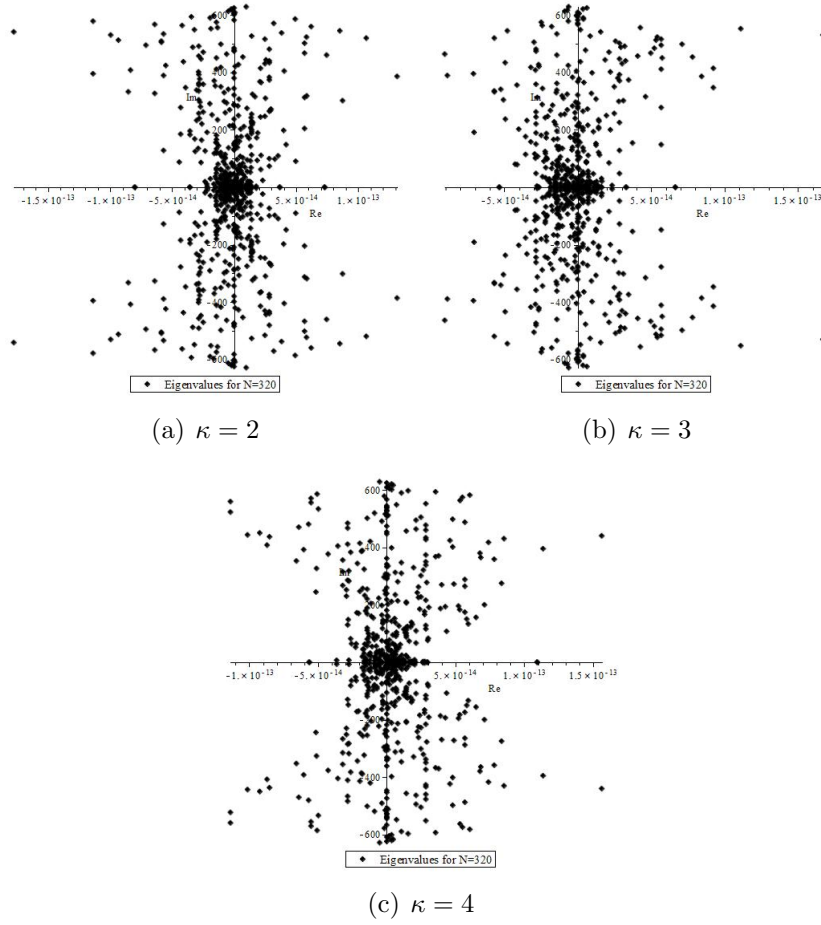 600
400
Im
200
−1.5×10⁻¹³ −1.×10⁻¹³ −5.×10⁻¹⁴ 5.×10⁻¹⁴ 1.×10⁻¹³
Re
−200
−400
−600
Eigenvalues for N=320
(a) κ = 2
600
400
Im
200
−5.×10⁻¹⁴ 5.×10⁻¹⁴ 1.×10⁻¹³ 1.5×10⁻¹³
Re
−200
−400
−600
Eigenvalues for N=320
(b) κ = 3
600
400
Im
200
−1.×10⁻¹³ −5.×10⁻¹⁴ 5.×10⁻¹⁴ 1.×10⁻¹³ 1.5×10⁻¹³
Re
−200
−400
−600
Eigenvalues for N=320
(c) κ = 4